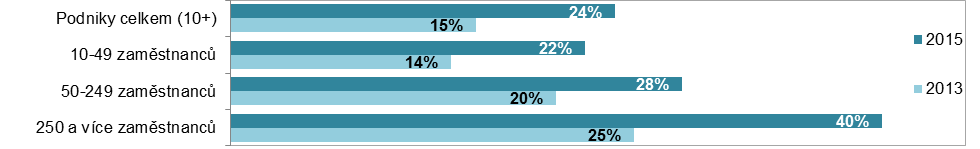 Podniky celkem (10+)
24%
15%
10-49 zaměstnanců
22%
14%
50-249 zaměstnanců
28%
20%
250 a více zaměstnanců
40%
25%
2015
2013